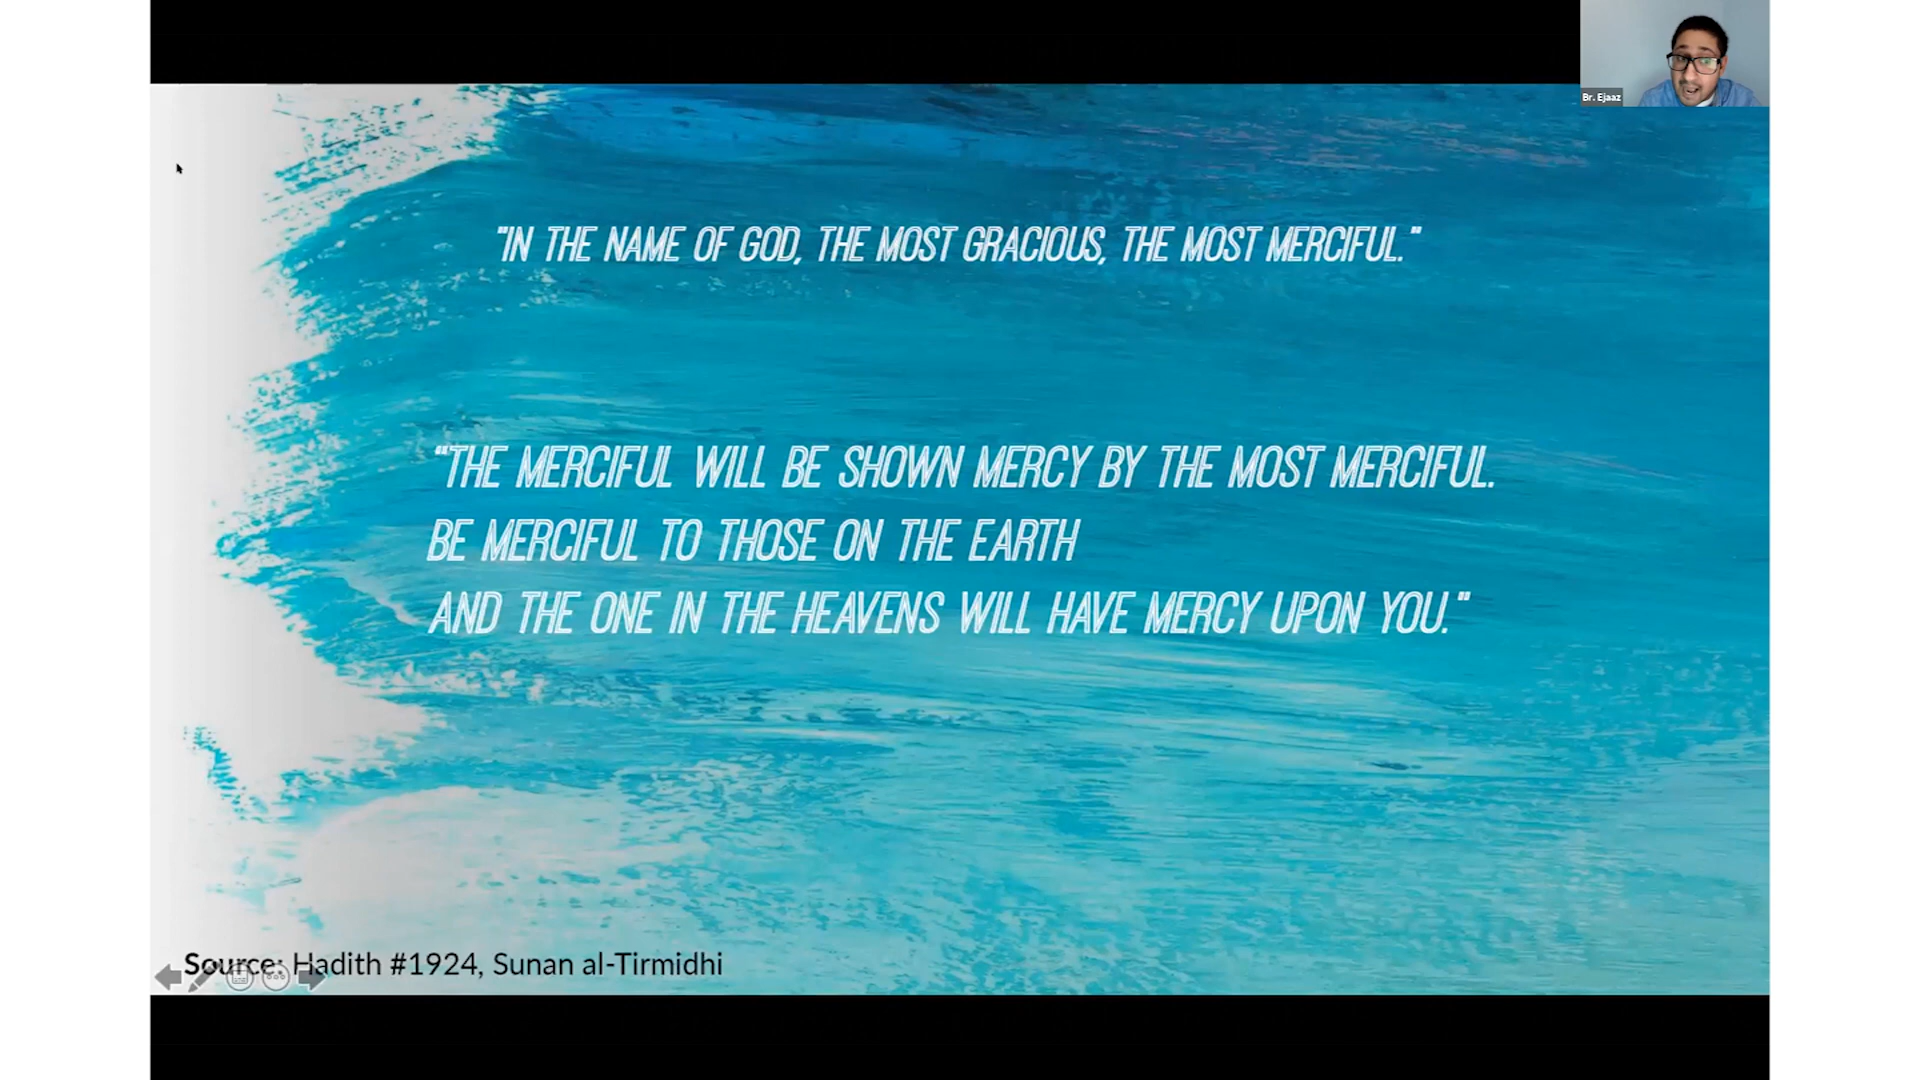 Br. Ejaaz
"IN THE NAME OF GOD, THE MOST GRACIOUS, THE MOST MERCIFUL."
"THE MERCIFUL WILL BE SHOWN MERCY BY THE MOST MERCIFUL.
BE MERCIFUL TO THOSE ON THE EARTH
AND THE ONE IN THE HEAVENS WILL HAVE MERCY UPON YOU."
Source: Hadith #1924, Sunan al-Tirmidhi